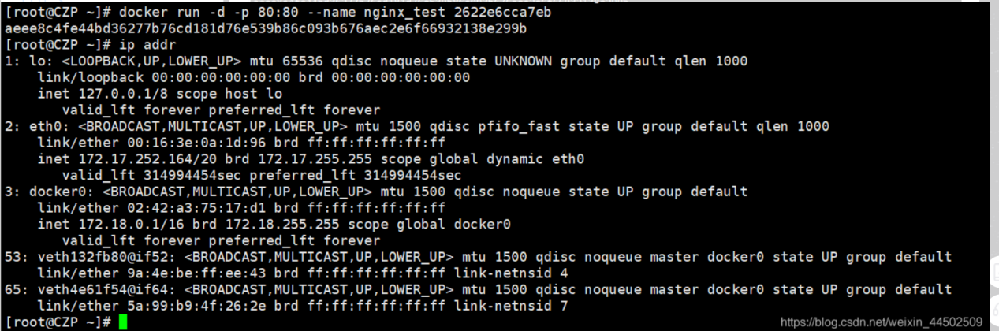 [root@CZP ~]# docker run -d -p 80:80 --name nginx_test 2622e6cca7eb
aeee8c4fe44bd36277b76cd181d76e539b86c093b676aec2e6f66932138e299b
[root@CZP ~]# ip addr
1: lo: <LOOPBACK,UP,LOWER_UP> mtu 65536 qdisc noqueue state UNKNOWN group default qlen 1000
    link/loopback 00:00:00:00:00:00 brd 00:00:00:00:00:00
    inet 127.0.0.1/8 scope host lo
       valid_lft forever preferred_lft forever
2: eth0: <BROADCAST,MULTICAST,UP,LOWER_UP> mtu 1500 qdisc pfifo_fast state UP group default qlen 1000
    link/ether 00:16:3e:0a:1d:96 brd ff:ff:ff:ff:ff:ff
    inet 172.17.252.164/20 brd 172.17.255.255 scope global dynamic eth0
       valid_lft 314994454sec preferred_lft 314994454sec
3: docker0: <BROADCAST,MULTICAST,UP,LOWER_UP> mtu 1500 qdisc noqueue state UP group default
    link/ether 02:42:a3:75:17:d1 brd ff:ff:ff:ff:ff:ff
    inet 172.18.0.1/16 brd 172.18.255.255 scope global docker0
       valid_lft forever preferred_lft forever
53: veth132fb80@if52: <BROADCAST,MULTICAST,UP,LOWER_UP> mtu 1500 qdisc noqueue master docker0 state UP group default
    link/ether 9a:4e:be:ff:ee:43 brd ff:ff:ff:ff:ff:ff link-netnsid 4
65: veth4e61f54@if64: <BROADCAST,MULTICAST,UP,LOWER_UP> mtu 1500 qdisc noqueue master docker0 state UP group default
    link/ether 5a:99:b9:4f:26:2e brd ff:ff:ff:ff:ff:ff link-netnsid 7
[root@CZP ~]#
https://blog.csdn.net/weixin_44502509